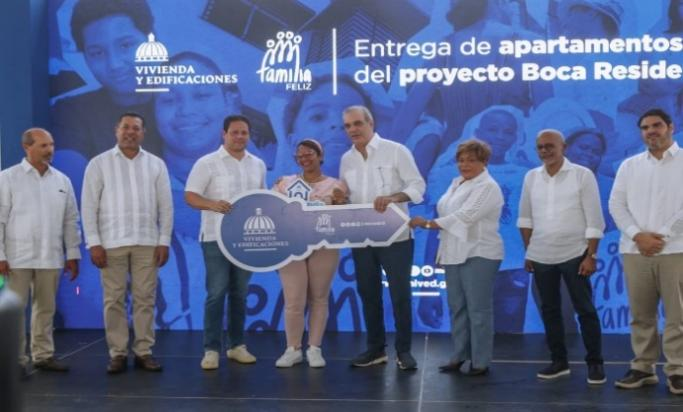 VIVIENDA
Y EDIFICACIONES
familia
FELIZ
Entrega de apartamentos
del proyecto Boca Reside
VIVIENDA
Y EDIFICACIONES